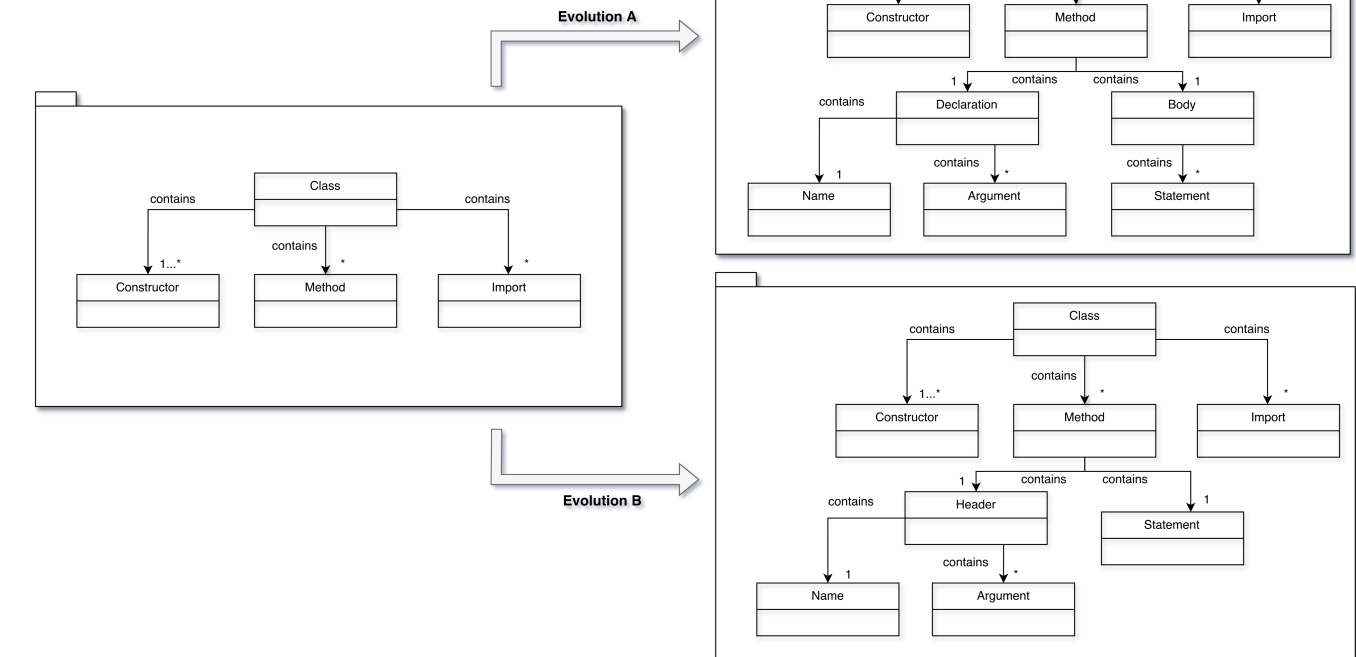 Evolution A
Constructor
Method
Import
1
contains
contains
1
contains
Declaration
Body
contains
*
contains
*
1
Name
Argument
Statement
Class
contains
contains
contains
1...*
*
*
Constructor
Method
Import
Evolution B
Class
contains
contains
contains
1...*
*
*
Constructor
Method
Import
1
contains
contains
contains
Header
1
Statement
contains
1
*
Name
Argument